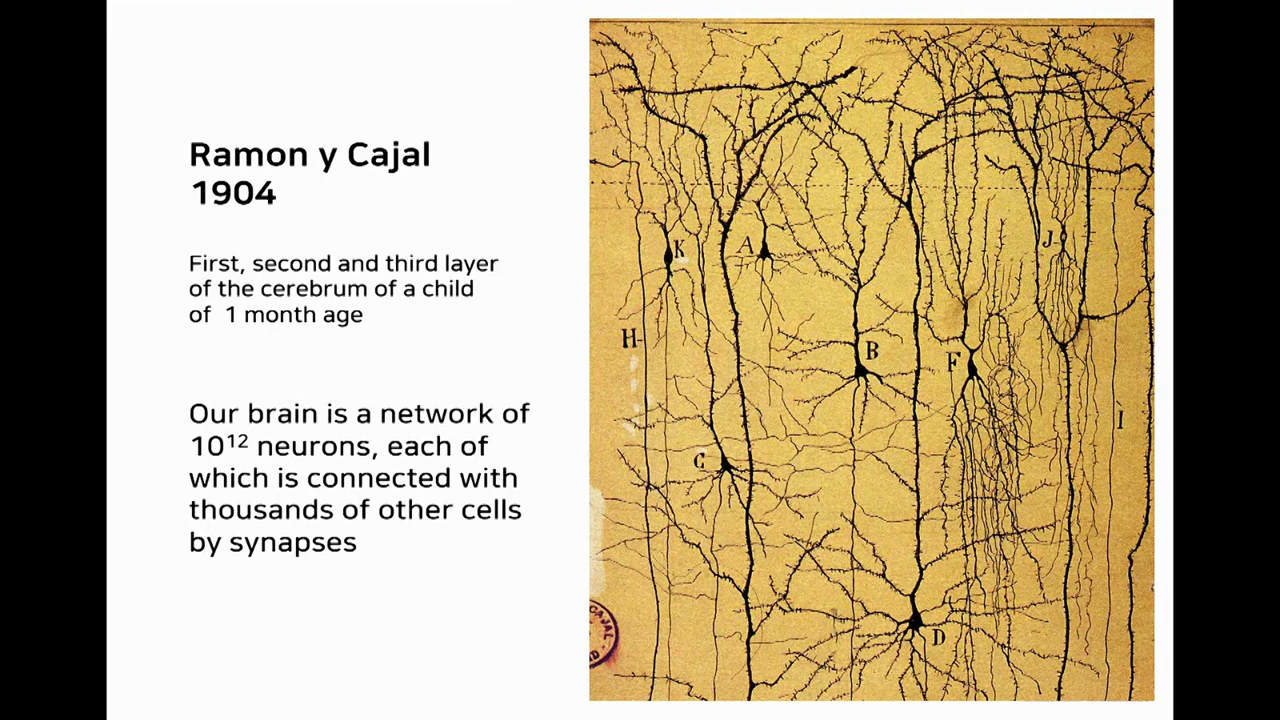 Ramon y Cajal
1904
First, second and third layer
of the cerebrum of a child
of 1 month age
Our brain is a network of
10¹² neurons, each of
which is connected with
thousands of other cells
by synapses
K
A
J
H
B
F
I
C
D
CAJAL